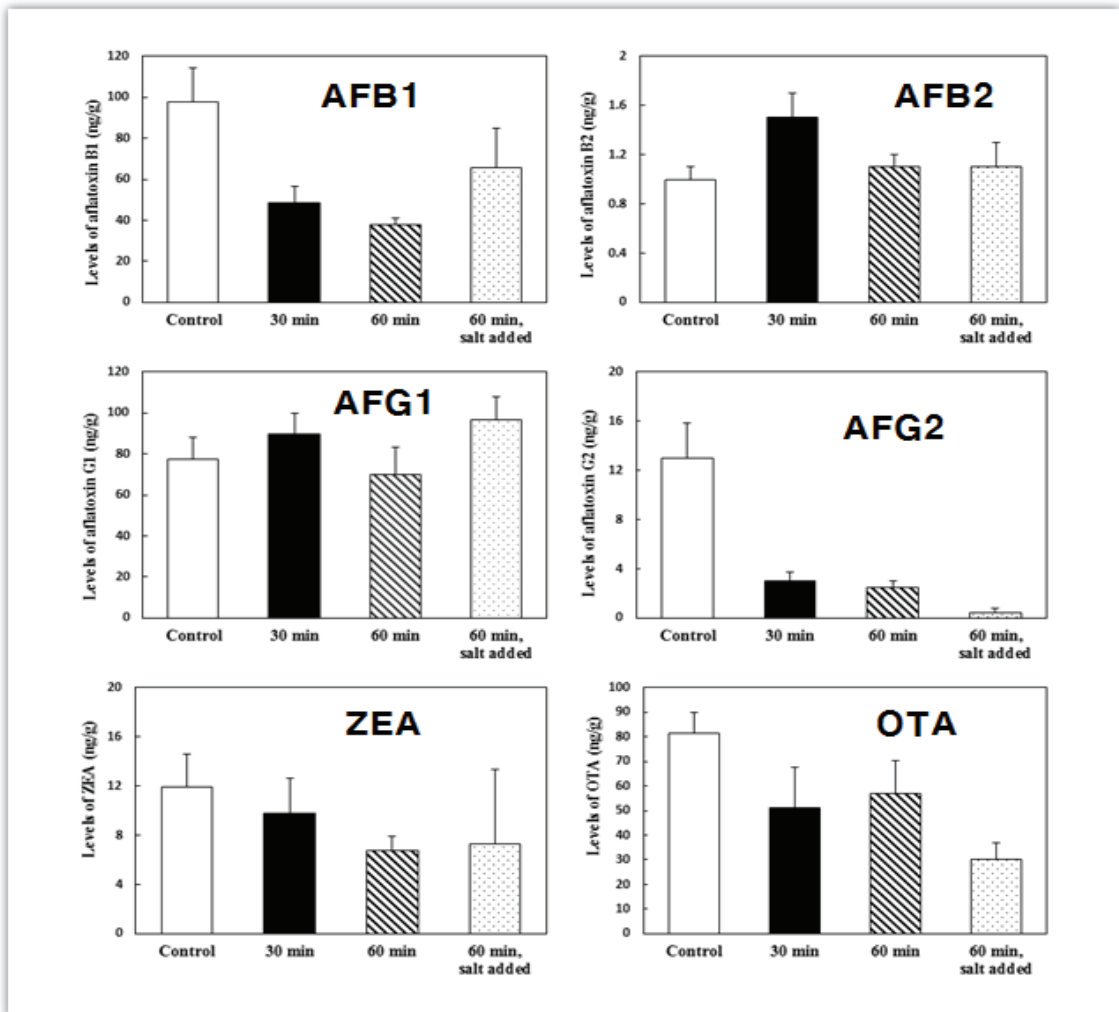 Levels of aflatoxin B1 (ng/g)
120
100
80
60
40
20
0
AFB1
Control
30 min
60 min
60 min,
salt added
Levels of aflatoxin B2 (ng/g)
2
1.6
1.2
0.8
0.4
0
AFB2
Control
30 min
60 min
60 min,
salt added
Levels of aflatoxin G1 (ng/g)
120
100
80
60
40
20
0
AFG1
Control
30 min
60 min
60 min,
salt added
Levels of aflatoxin G2 (ng/g)
20
16
12
8
4
0
AFG2
Control
30 min
60 min
60 min,
salt added
Levels of ZEA (ng/g)
20
16
12
8
4
0
ZEA
Control
30 min
60 min
60 min,
salt added
Levels of OTA (ng/g)
100
90
80
70
60
50
40
30
20
10
0
OTA
Control
30 min
60 min
60 min,
salt added